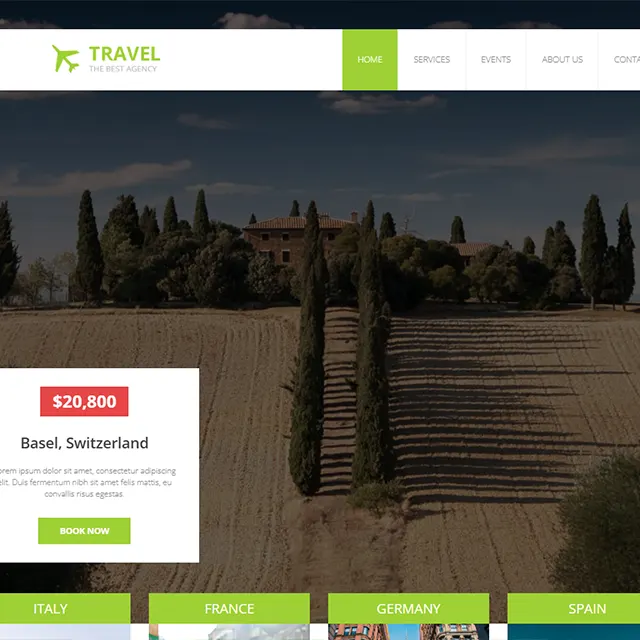 TRAVEL
THE BEST AGENCY
HOME
SERVICES
EVENTS
ABOUT US
CONTA
$20,800
Basel, Switzerland
orem ipsum dolor sit amet, consectetur adipiscing
elit. Duis fermentum nibh sit amet felis mattis, eu
convallis risus egestas
BOOK NOW
ITALY
FRANCE
GERMANY
SPAIN